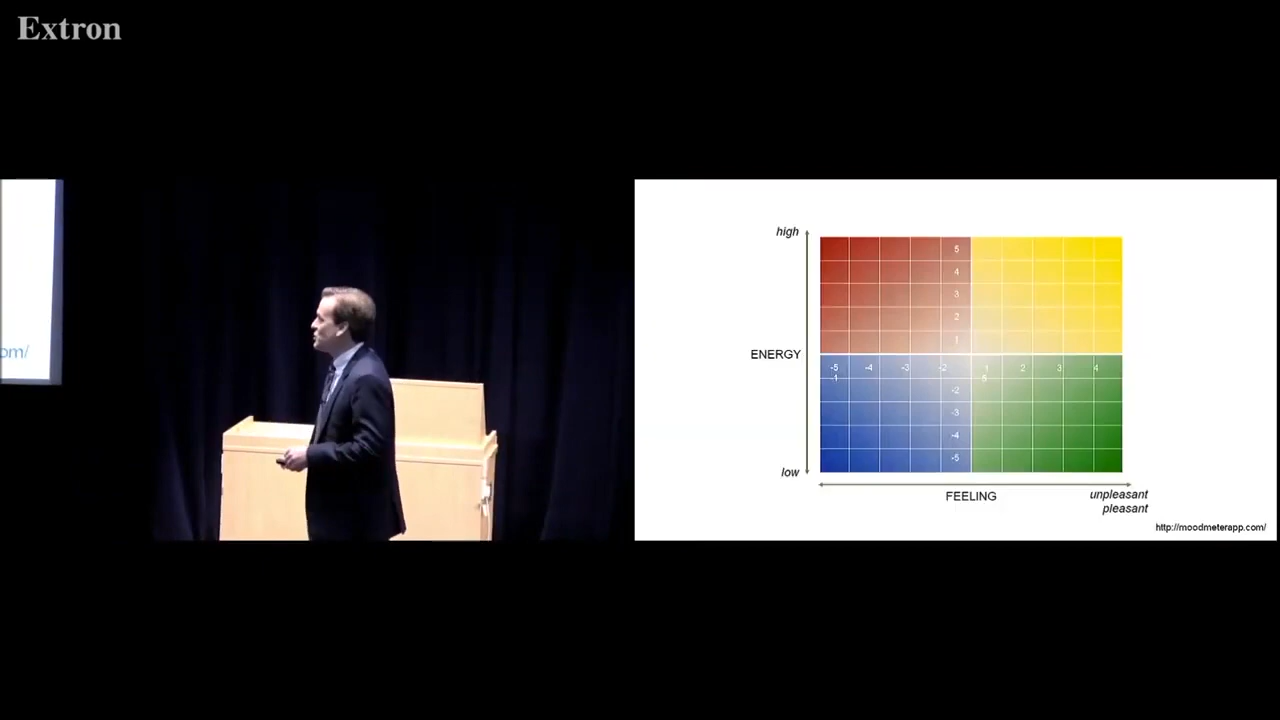 Extron
om/
high
5
4
3
2
1
ENERGY
-5 -4 -3 -2 1 2 3 4
-1 5
-2
-3
-4
-5
low
FEELING
unpleasant
pleasant
http://moodmeterapp.com/